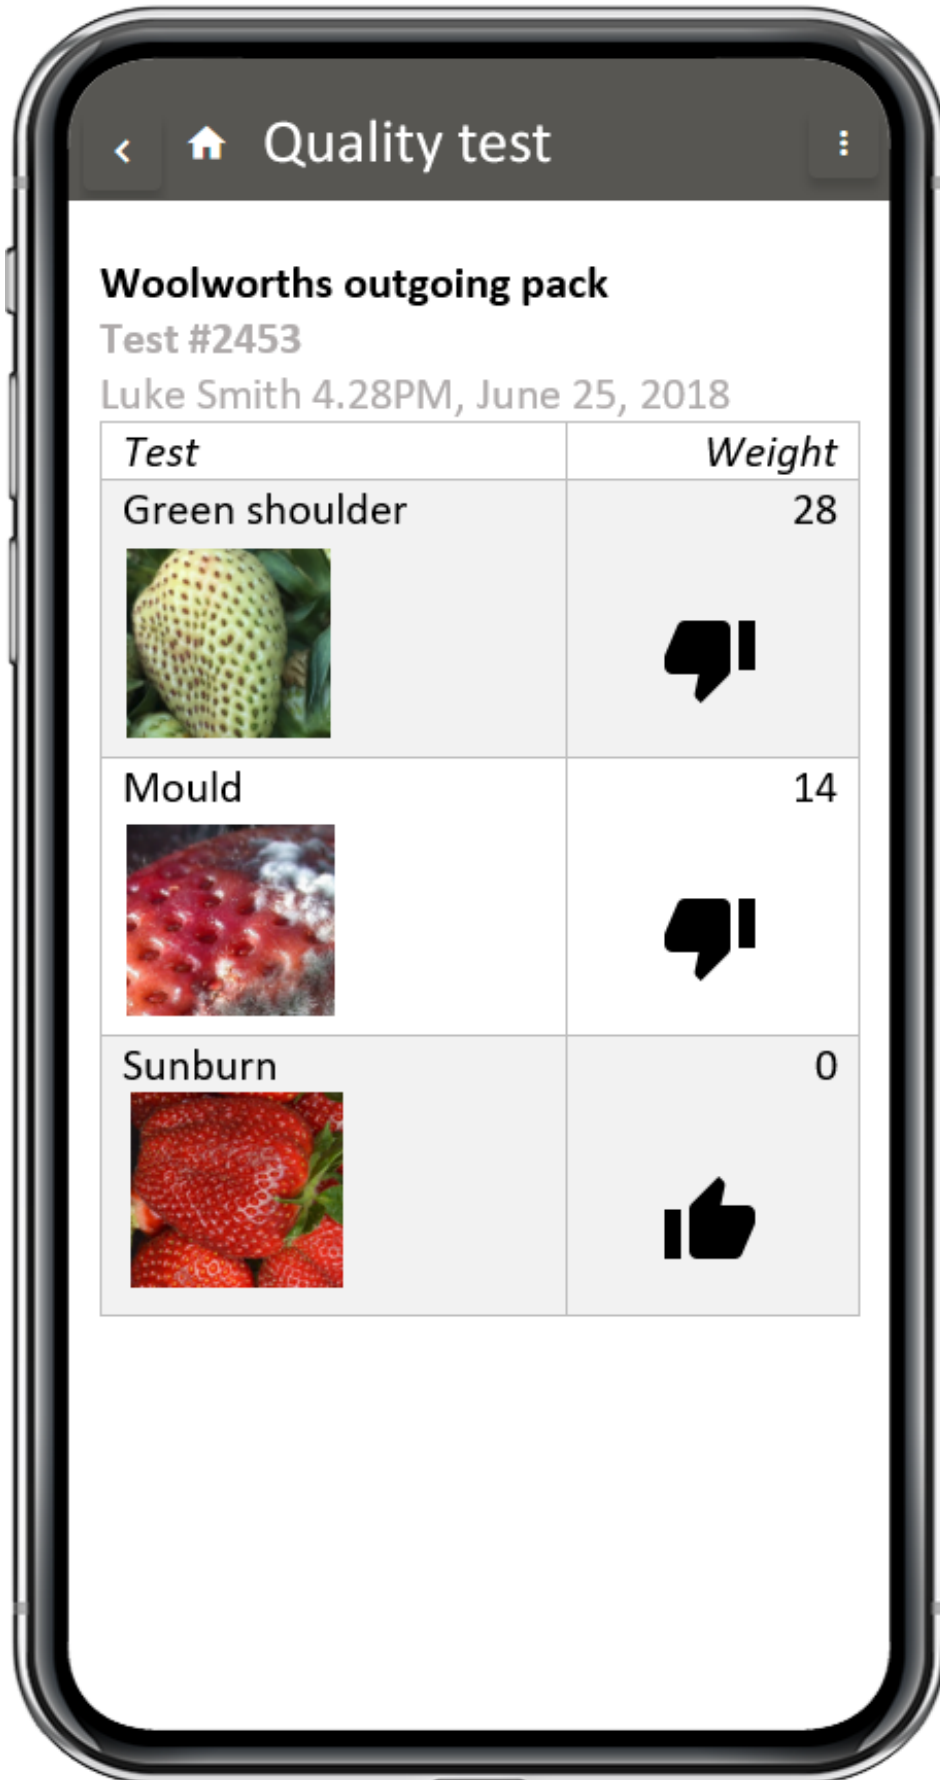 Quality test
Woolworths outgoing pack
Test #2453
Luke Smith 4.28PM, June 25, 2018
Test Weight
Green shoulder 28
Mould 14
Sunburn 0